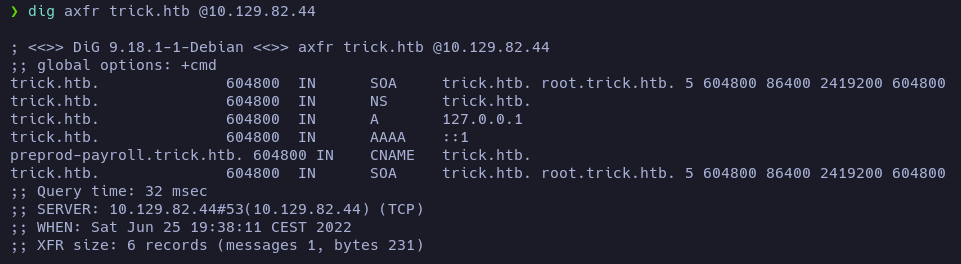 ❯ dig axfr trick.htb @10.129.82.44

; <<>> DiG 9.18.1-1-Debian <<>> axfr trick.htb @10.129.82.44
;; global options: +cmd
trick.htb.              604800  IN      SOA     trick.htb. root.trick.htb. 5 604800 86400 2419200 604800
trick.htb.              604800  IN      NS      trick.htb.
trick.htb.              604800  IN      A       127.0.0.1
trick.htb.              604800  IN      AAAA    ::1
preprod-payroll.trick.htb. 604800 IN    CNAME   trick.htb.
trick.htb.              604800  IN      SOA     trick.htb. root.trick.htb. 5 604800 86400 2419200 604800
;; Query time: 32 msec
;; SERVER: 10.129.82.44#53(10.129.82.44) (TCP)
;; WHEN: Sat Jun 25 19:38:11 CEST 2022
;; XFR size: 6 records (messages 1, bytes 231)